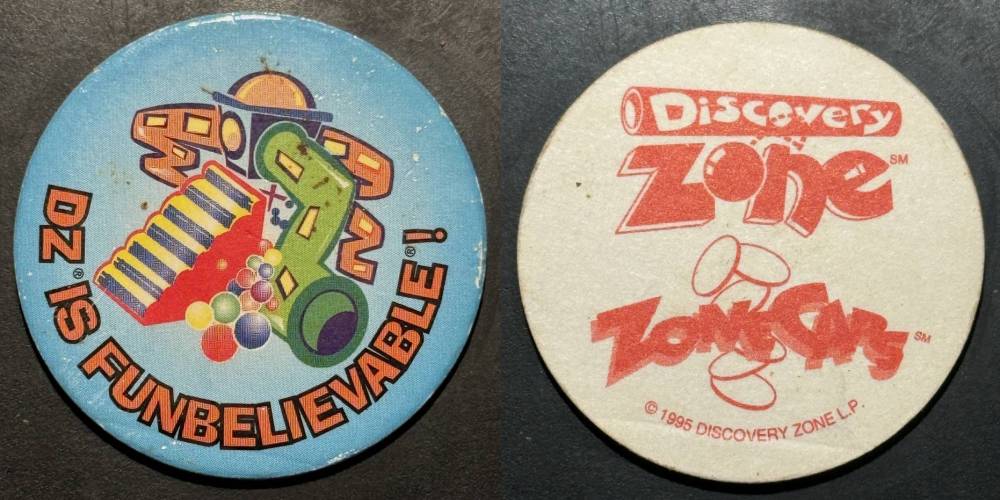 DZ® IS FUNBELIEVABLE®!
Discovery
Zone℠
ZoneCaps℠
© 1995 DISCOVERY ZONE L.P.